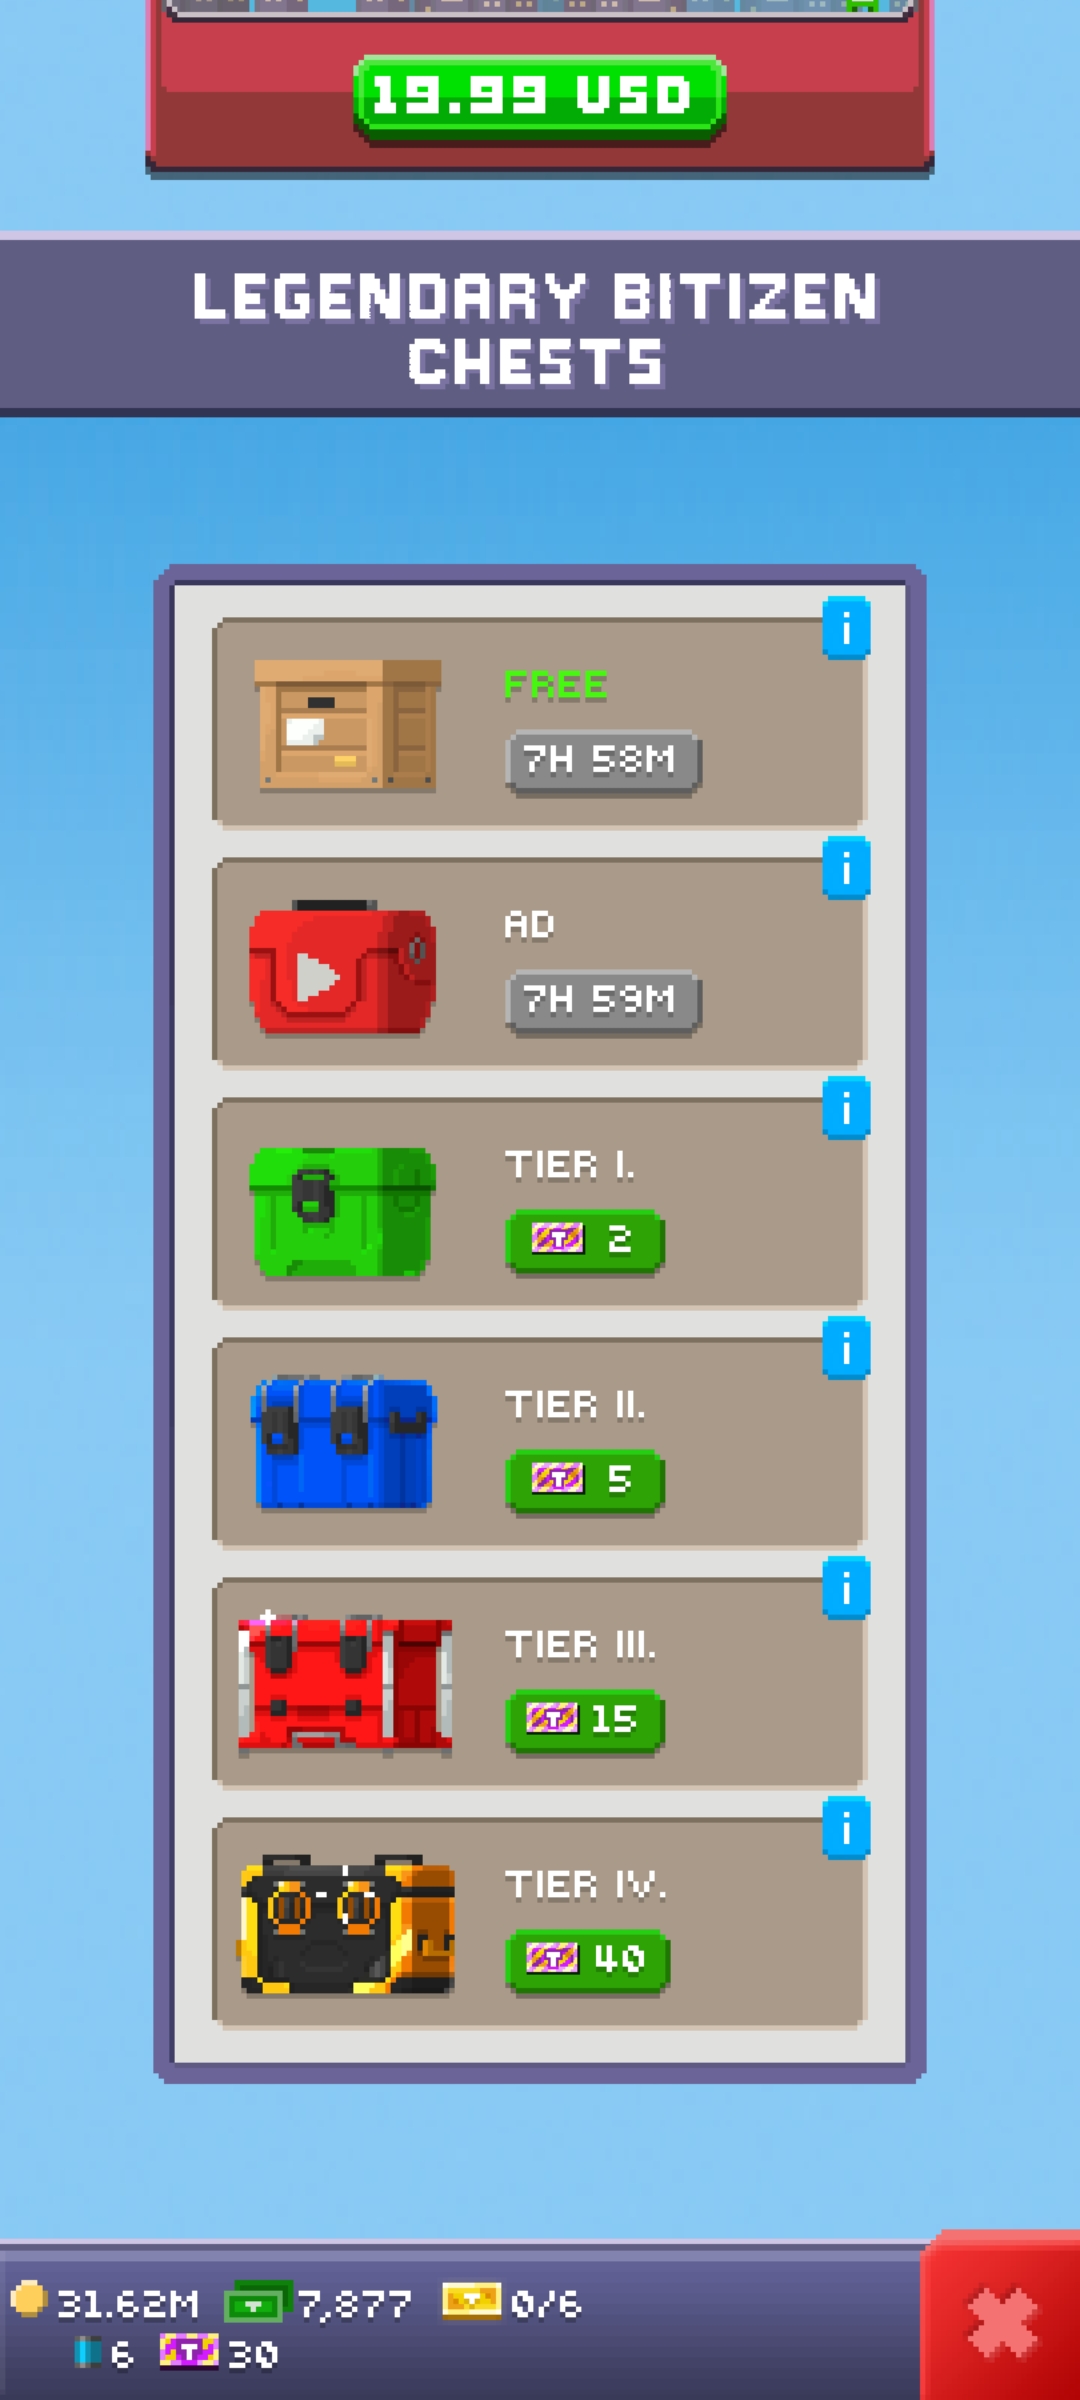 19.99 USD
LEGENDARY BITIZEN
CHESTS
i
FREE
7H 58M
i
AD
7H 59M
i
TIER I.
T 2
i
TIER II.
T 5
i
TIER III.
T 15
i
TIER IV.
T 40
31.62M T 7,877 T 0/6
6 T 30